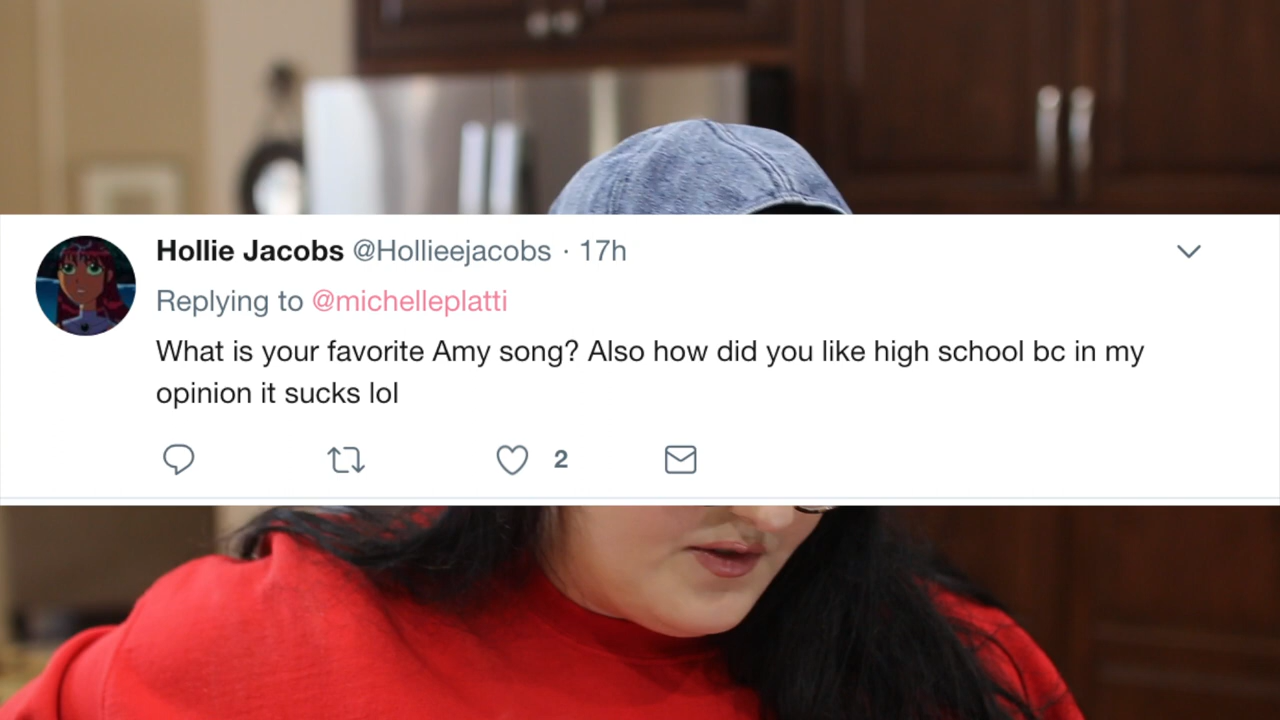 Hollie Jacobs @Hollieejacobs · 17h
Replying to @michelleplatti
What is your favorite Amy song? Also how did you like high school bc in my
opinion it sucks lol
2